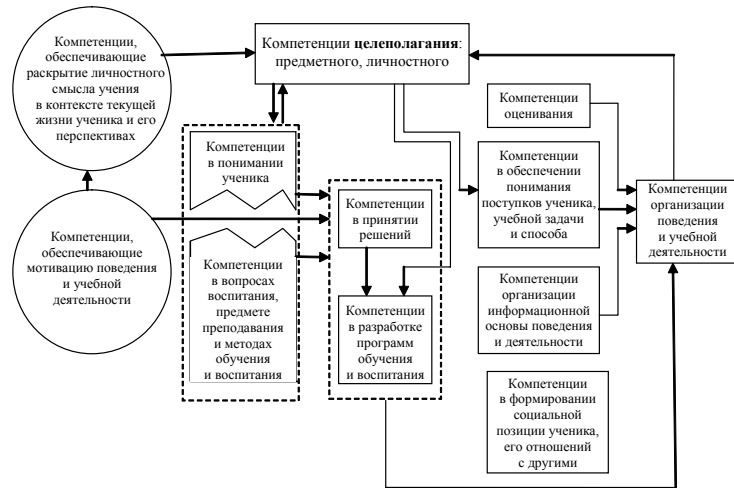 Компетенции,
обеспечивающие
раскрытие личностного
смысла учения
в контексте текущей
жизни ученика и его
перспективах
Компетенции целеполагания:
предметного, личностного
Компетенции
оценивания
Компетенции
в понимании
ученика
Компетенции
в обеспечении
понимания
поступков ученика,
учебной задачи
и способа
Компетенции
организации
поведения
и учебной
деятельности
Компетенции
в принятии
решений
Компетенции,
обеспечивающие
мотивацию поведения
и учебной
деятельности
Компетенции
в вопросах
воспитания,
предмете
преподавания
и методах
обучения
и воспитания
Компетенции
в разработке
программ
обучения
и воспитания
Компетенции
организации
информационной
основы поведения
и деятельности
Компетенции
в формировании
социальной
позиции ученика,
его отношений
с другими